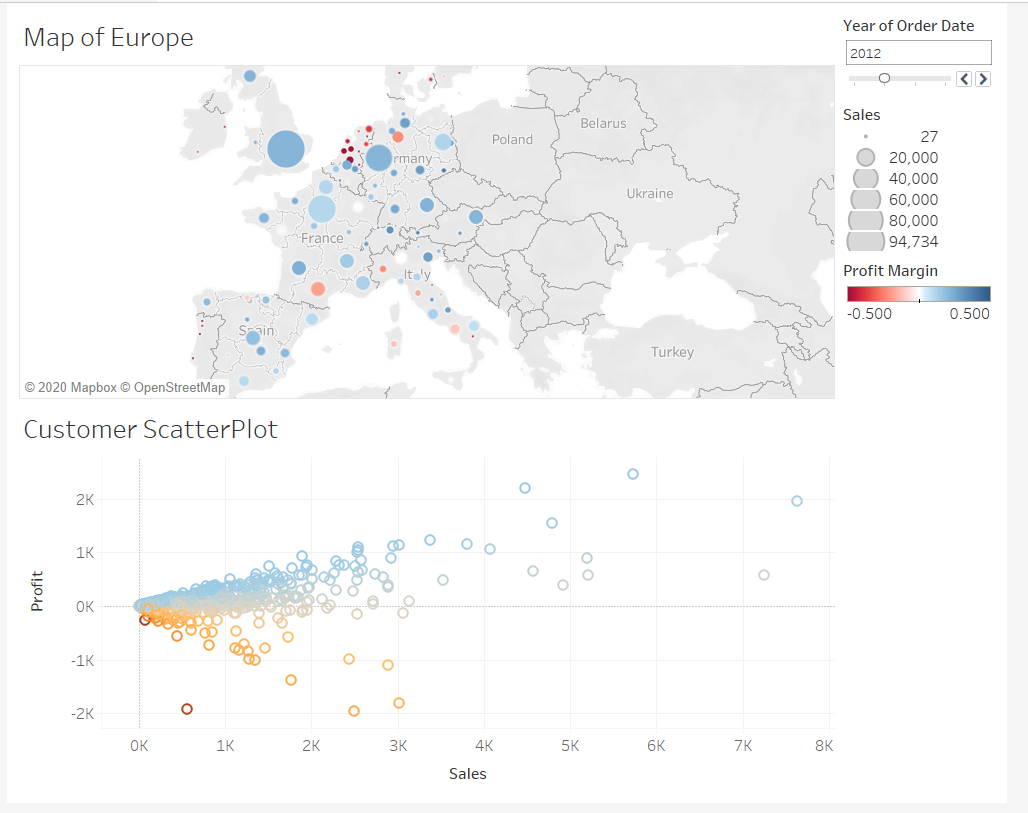 Map of Europe
Year of Order Date
2012
Sales
27
20,000
40,000
60,000
80,000
94,734
Profit Margin
-0.500 0.500
Belarus
Poland
rmany
Ukraine
France
Italy
Spain
Turkey
© 2020 Mapbox © OpenStreetMap
Customer ScatterPlot
Profit
2K
1K
0K
-1K
-2K
0K 1K 2K 3K 4K 5K 6K 7K 8K
Sales